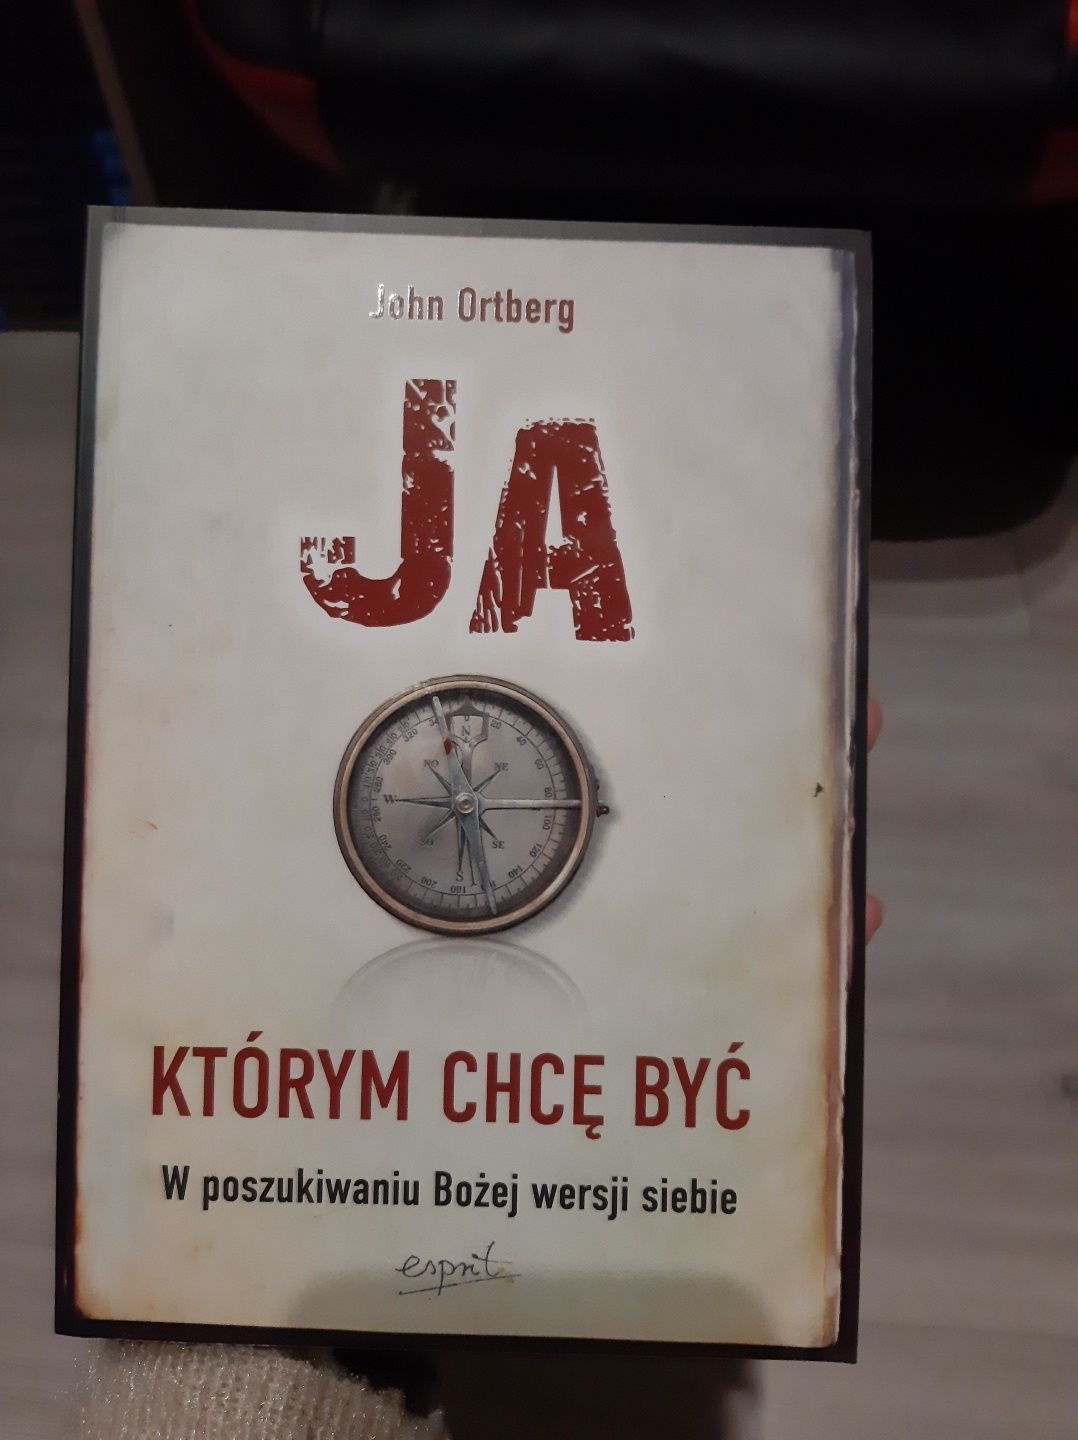 John Ortberg
JA
KTÓRYM CHCĘ BYĆ
W poszukiwaniu Bożej wersji siebie
esprit